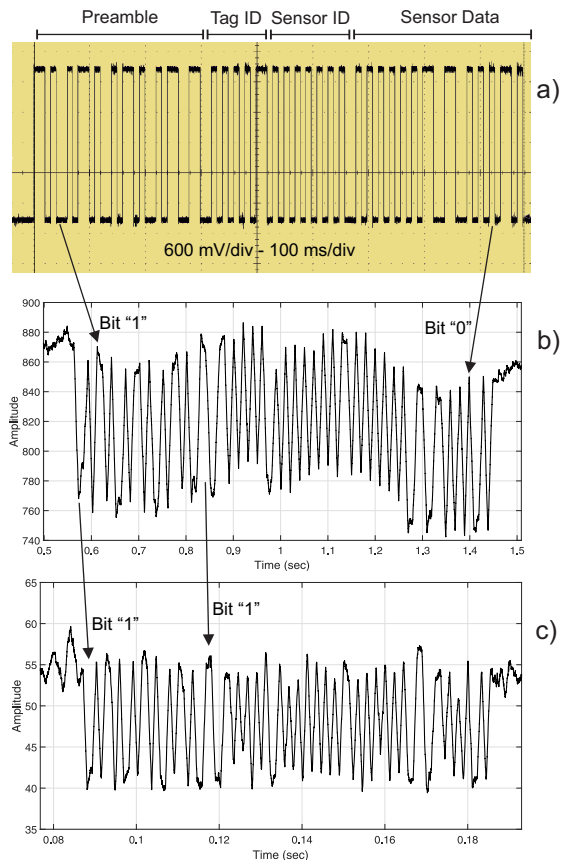 Preamble Tag ID Sensor ID Sensor Data
a)
600 mV/div - 100 ms/div
Bit “1”
Bit “0”
b)
900
880
860
840
820
800
780
760
740
Amplitude
0.5 0.6 0.7 0.8 0.9 1 1.1 1.2 1.3 1.4 1.5
Time (sec)
Bit “1”
Bit “1”
c)
65
60
55
50
45
40
35
Amplitude
0.08 0.1 0.12 0.14 0.16 0.18
Time (sec)